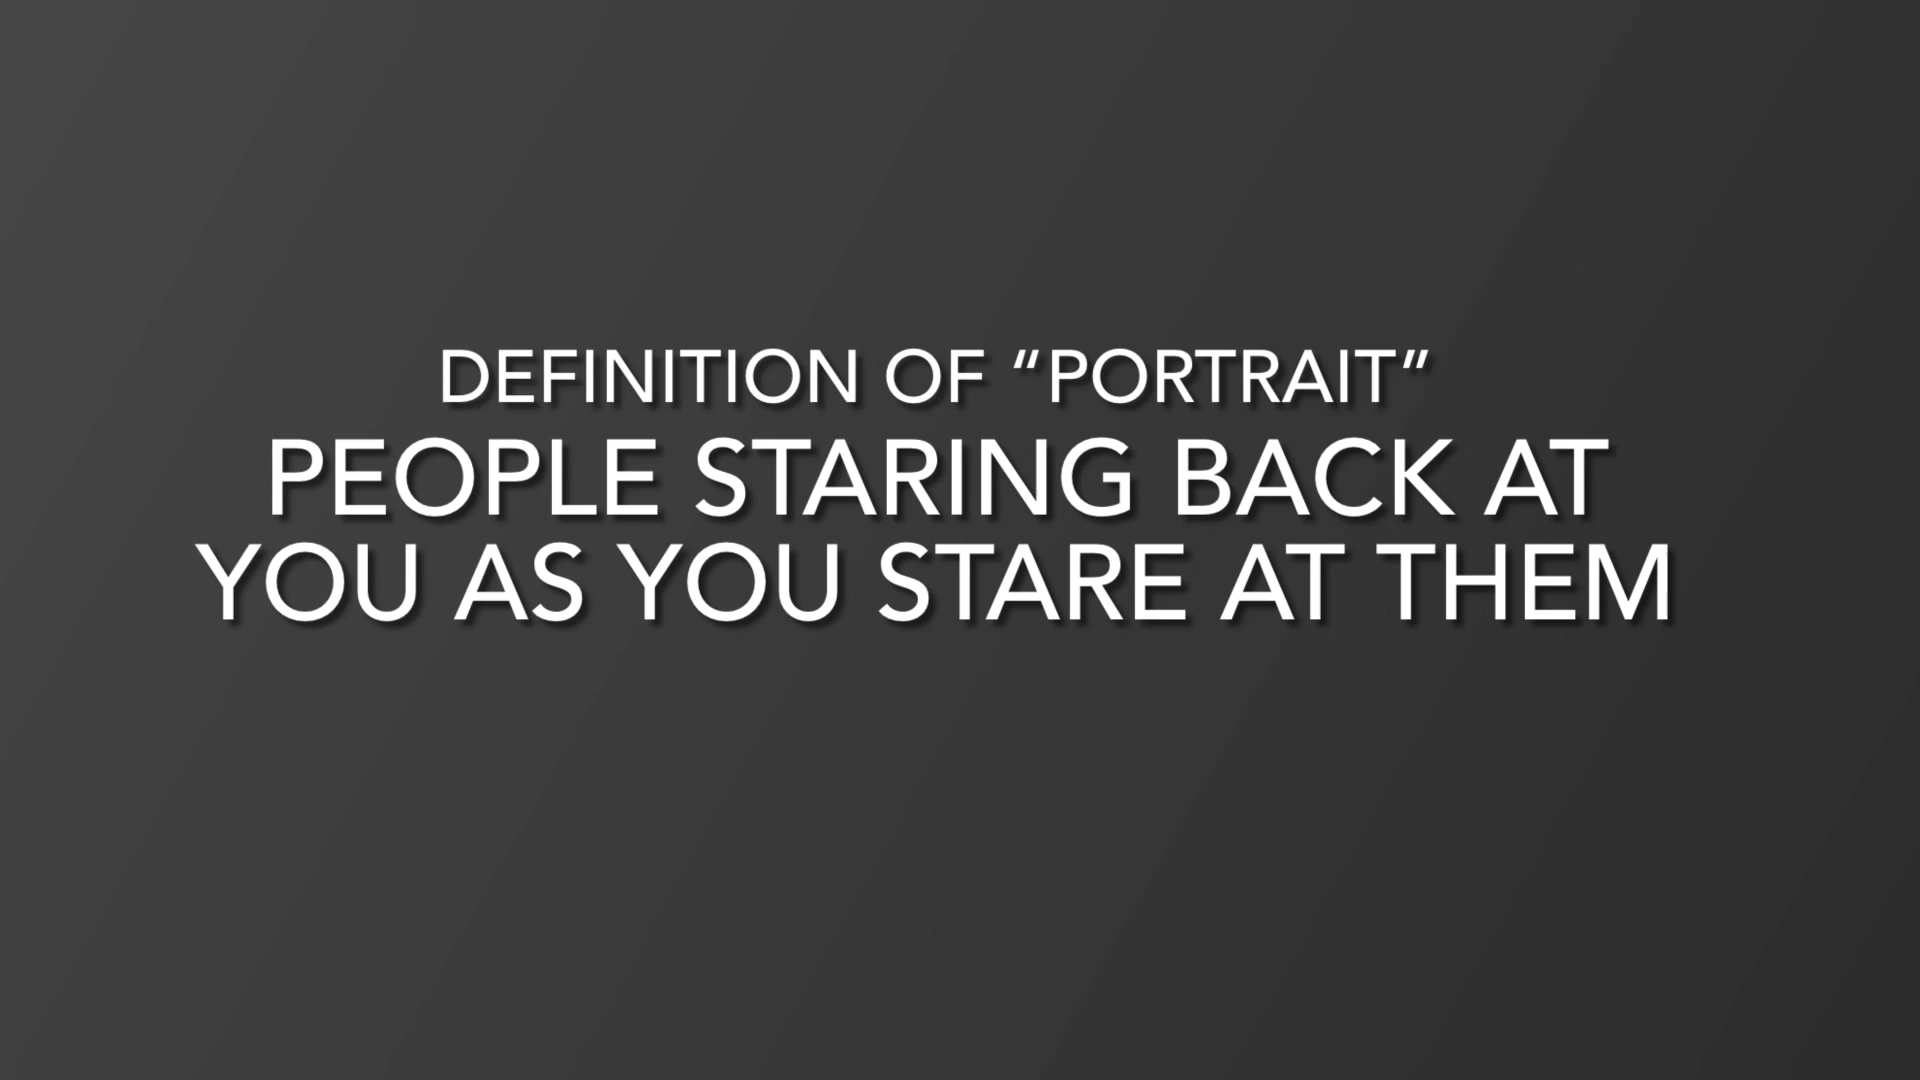 DEFINITION OF “PORTRAIT”
PEOPLE STARING BACK AT
YOU AS YOU STARE AT THEM